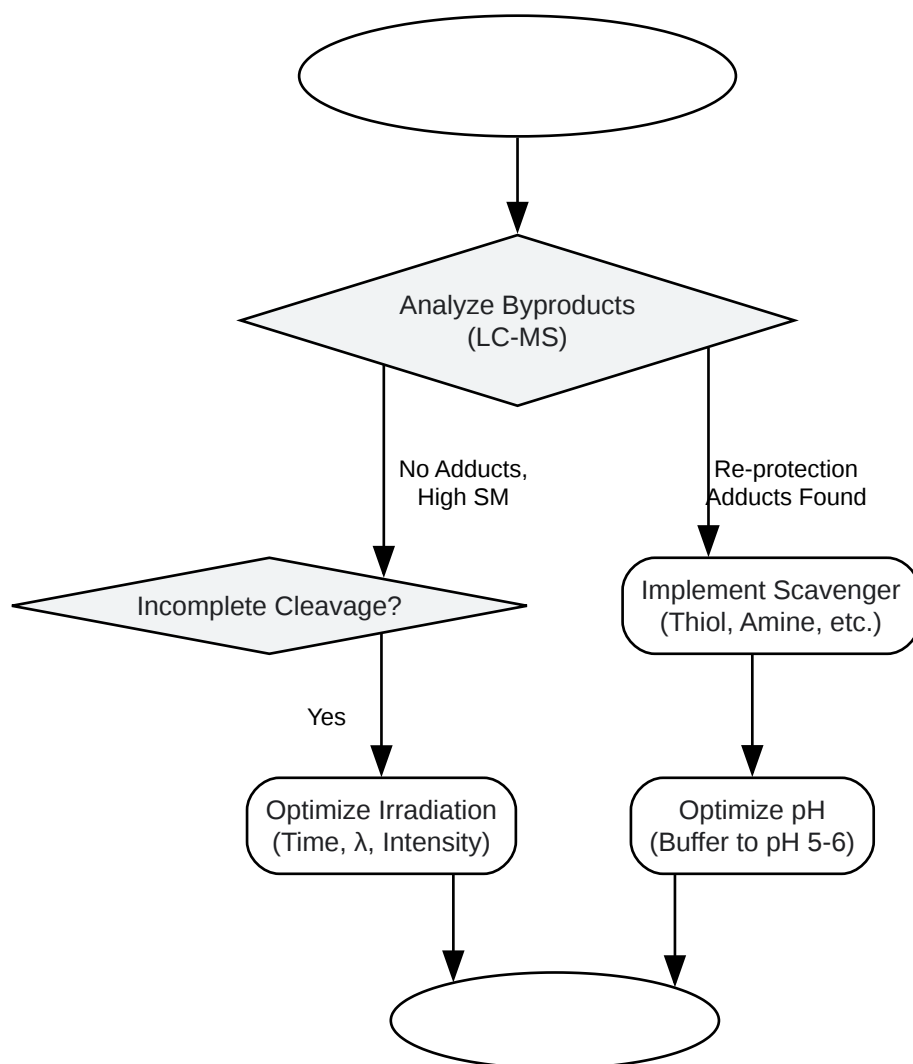 Analyze Byproducts
(LC-MS)
No Adducts,
High SM
Re-protection
Adducts Found
Incomplete Cleavage?
Implement Scavenger
(Thiol, Amine, etc.)
Yes
Optimize Irradiation
(Time, λ, Intensity)
Optimize pH
(Buffer to pH 5-6)